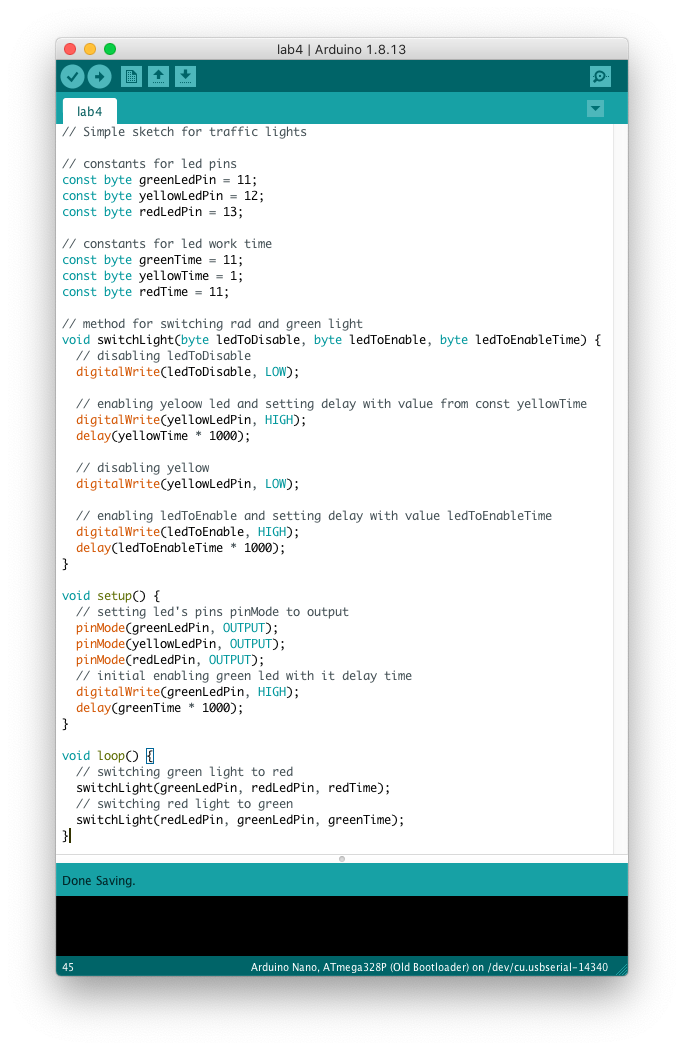 lab4 | Arduino 1.8.13
lab4
// Simple sketch for traffic lights
// constants for led pins
const byte greenLedPin = 11;
const byte yellowLedPin = 12;
const byte redLedPin = 13;
// constants for led work time
const byte greenTime = 11;
const byte yellowTime = 1;
const byte redTime = 11;
// method for switching rad and green light
void switchLight(byte ledToDisable, byte ledToEnable, byte ledToEnableTime) {
  // disabling ledToDisable
  digitalWrite(ledToDisable, LOW);
  // enabling yeloow led and setting delay with value from const yellowTime
  digitalWrite(yellowLedPin, HIGH);
  delay(yellowTime * 1000);
  // disabling yellow
  digitalWrite(yellowLedPin, LOW);
  // enabling ledToEnable and setting delay with value ledToEnableTime
  digitalWrite(ledToEnable, HIGH);
  delay(ledToEnableTime * 1000);
}
void setup() {
  // setting led's pins pinMode to output
  pinMode(greenLedPin, OUTPUT);
  pinMode(yellowLedPin, OUTPUT);
  pinMode(redLedPin, OUTPUT);
  // initial enabling green led with it delay time
  digitalWrite(greenLedPin, HIGH);
  delay(greenTime * 1000);
}
void loop() {
  // switching green light to red
  switchLight(greenLedPin, redLedPin, redTime);
  // switching red light to green
  switchLight(redLedPin, greenLedPin, greenTime);
}
Done Saving.
45 Arduino Nano, ATmega328P (Old Bootloader) on /dev/cu.usbserial-14340